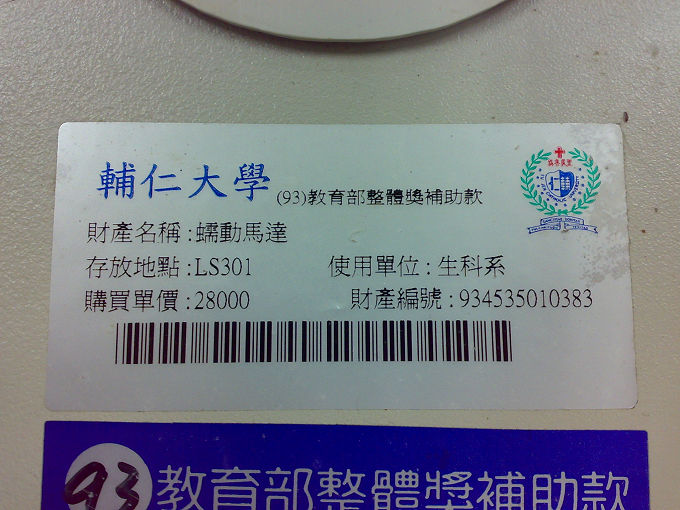 輔仁大學 (93)教育部整體獎補助款
財產名稱:蠕動馬達
存放地點:LS301 使用單位:生科系
購買單價:28000 財產編號:934535010383
93 教育部整體獎補助款